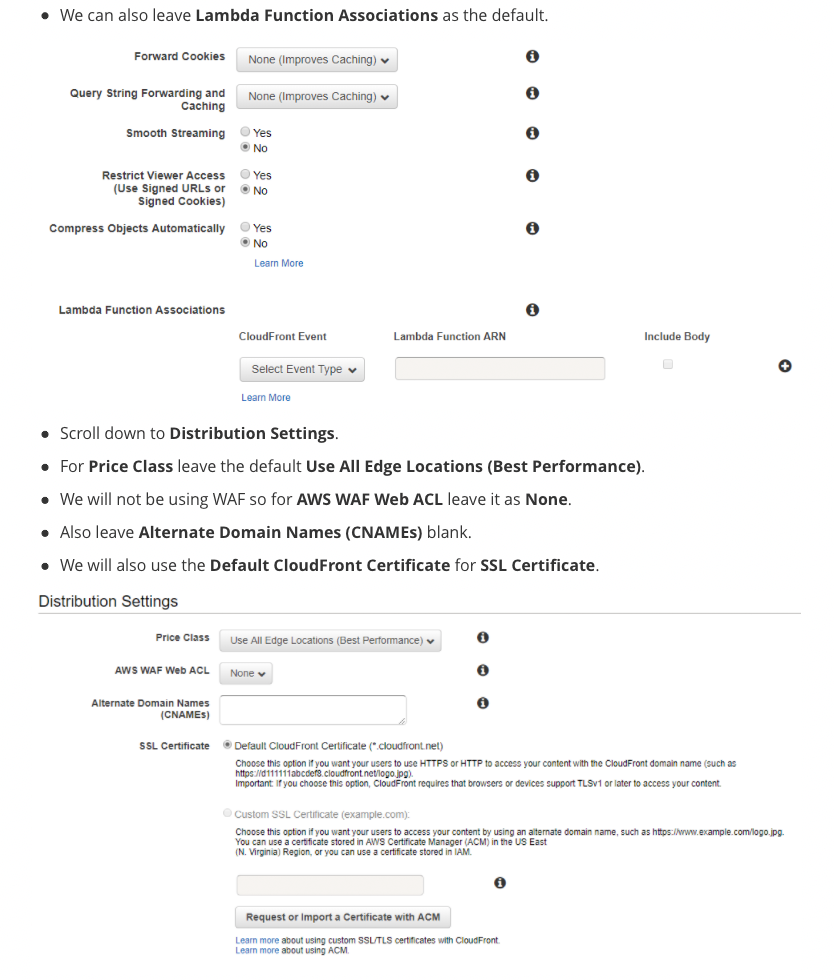 We can also leave Lambda Function Associations as the default.
Forward Cookies None (Improves Caching)
Query String Forwarding and
Caching None (Improves Caching)
Smooth Streaming Yes
No
Restrict Viewer Access
(Use Signed URLs or
Signed Cookies) Yes
No
Compress Objects Automatically Yes
No
Learn More
Lambda Function Associations
CloudFront Event Lambda Function ARN Include Body
Select Event Type
Learn More
Scroll down to Distribution Settings.
For Price Class leave the default Use All Edge Locations (Best Performance).
We will not be using WAF so for AWS WAF Web ACL leave it as None.
Also leave Alternate Domain Names (CNAMEs) blank.
We will also use the Default CloudFront Certificate for SSL Certificate.
Distribution Settings
Price Class Use All Edge Locations (Best Performance)
AWS WAF Web ACL None
Alternate Domain Names
(CNAMEs)
SSL Certificate Default CloudFront Certificate (*.cloudfront.net)
Choose this option if you want your users to use HTTPS or HTTP to access your content with the CloudFront domain name (such as
https://d111111abcdef8.cloudfront.net/logo.jpg).
Important: If you choose this option, CloudFront requires that browsers or devices support TLSv1 or later to access your content.
Custom SSL Certificate (example.com):
Choose this option if you want your users to access your content by using an alternate domain name, such as https://www.example.com/logo.jpg.
You can use a certificate stored in AWS Certificate Manager (ACM) in the US East
(N. Virginia) Region, or you can use a certificate stored in IAM.
Request or Import a Certificate with ACM
Learn more about using custom SSL/TLS certificates with CloudFront.
Learn more about using ACM.